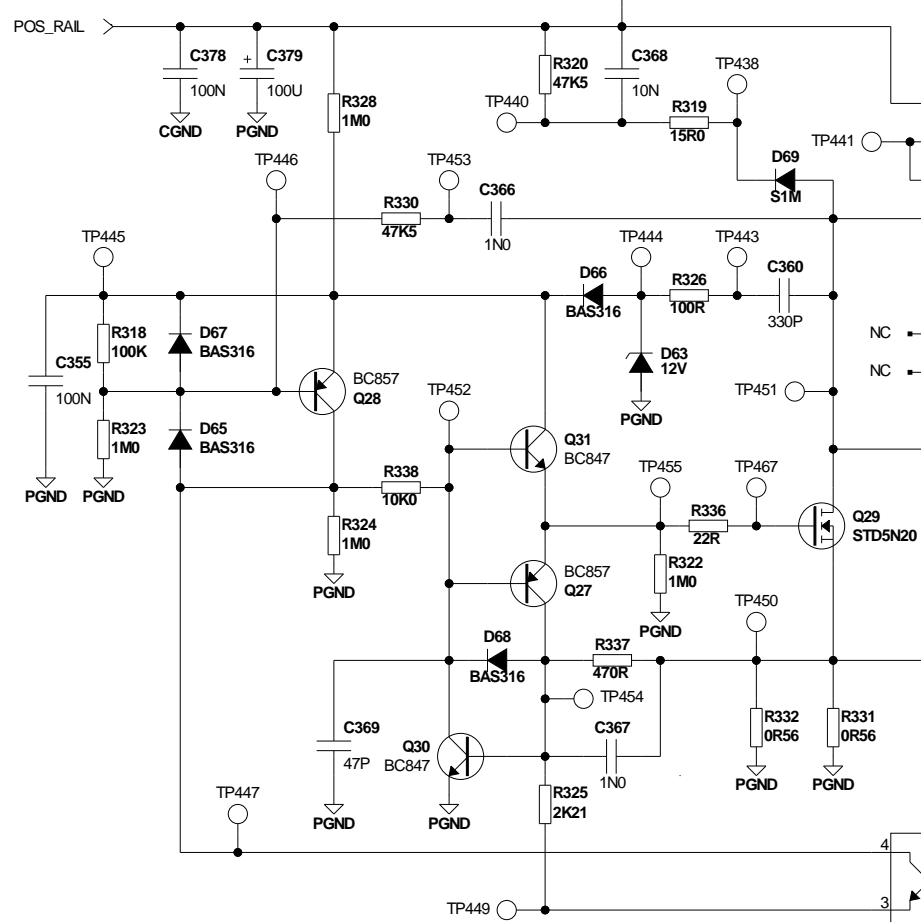 POS_RAIL
C378
100N
CGND
+
C379
100U
PGND
R328
1M0
R320
47K5
C368
10N
TP438
TP440
R319
15R0
TP441
D69
S1M
TP446
TP453
R330
47K5
C366
1N0
TP445
TP444
TP443
D66
BAS316
R326
100R
C360
330P
R318
100K
D67
BAS316
C355
100N
D63
12V
PGND
NC
NC
BC857
Q28
TP452
TP451
R323
1M0
D65
BAS316
PGND
PGND
Q31
BC847
R338
10K0
TP455
TP467
R324
1M0
PGND
R336
22R
Q29
STD5N20
BC857
Q27
R322
1M0
PGND
TP450
D68
BAS316
R337
470R
TP454
C369
47P
PGND
Q30
BC847
PGND
C367
1N0
R332
0R56
PGND
R331
0R56
PGND
R325
2K21
TP447
4
TP449
3